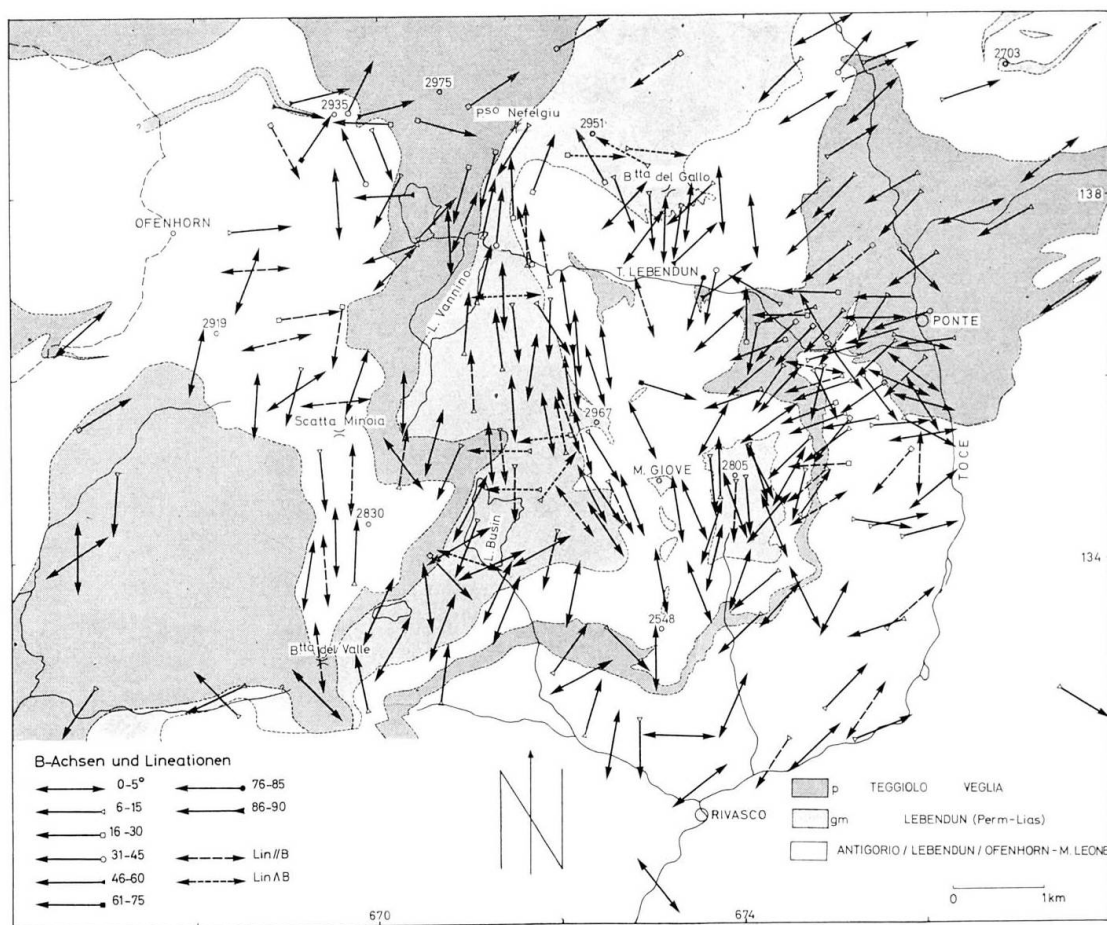 2703
2975
2935
Pso Nefelgiu
2951
Btta del Gallo
138
OFENHORN
T. LEBENDUN
L. Vannino
2919
PONTE
Scatta Minoia
2967
M. GIOVE
2805
TOCE
2830
L. Busin
134
2548
Btta del Valle
B-Achsen und Lineationen
0-5°
76-85
6-15
86-90
16-30
31-45
Lin//B
46-60
Lin∧B
61-75
N
p TEGGIOLO VEGLIA
gm LEBENDUN (Perm-Lias)
ANTIGORIO / LEBENDUN / OFENHORN-M. LEONE
RIVASCO
0 1km
670
674